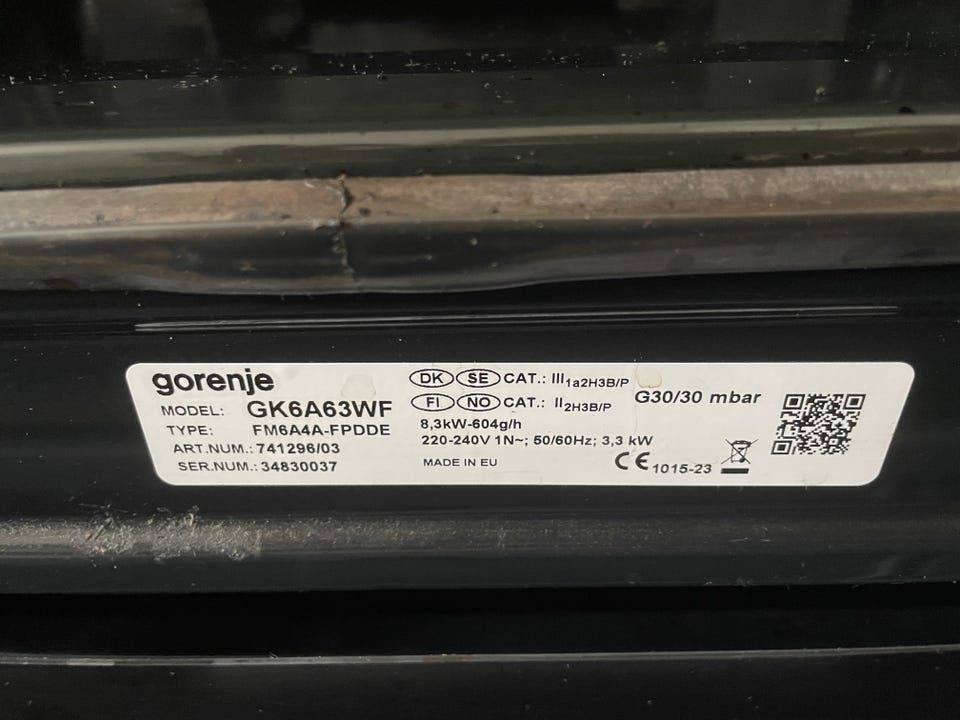 gorenje
MODEL: GK6A63WF
TYPE: FM6A4A-FPDDE
ART.NUM.: 741296/03
SER.NUM.: 34830037
DK SE CAT.: III1a2H3B/P
FI NO CAT.: II2H3B/P
8,3kW-604g/h
220-240V 1N~; 50/60Hz; 3,3 kW
MADE IN EU
G30/30 mbar
CE 1015-23